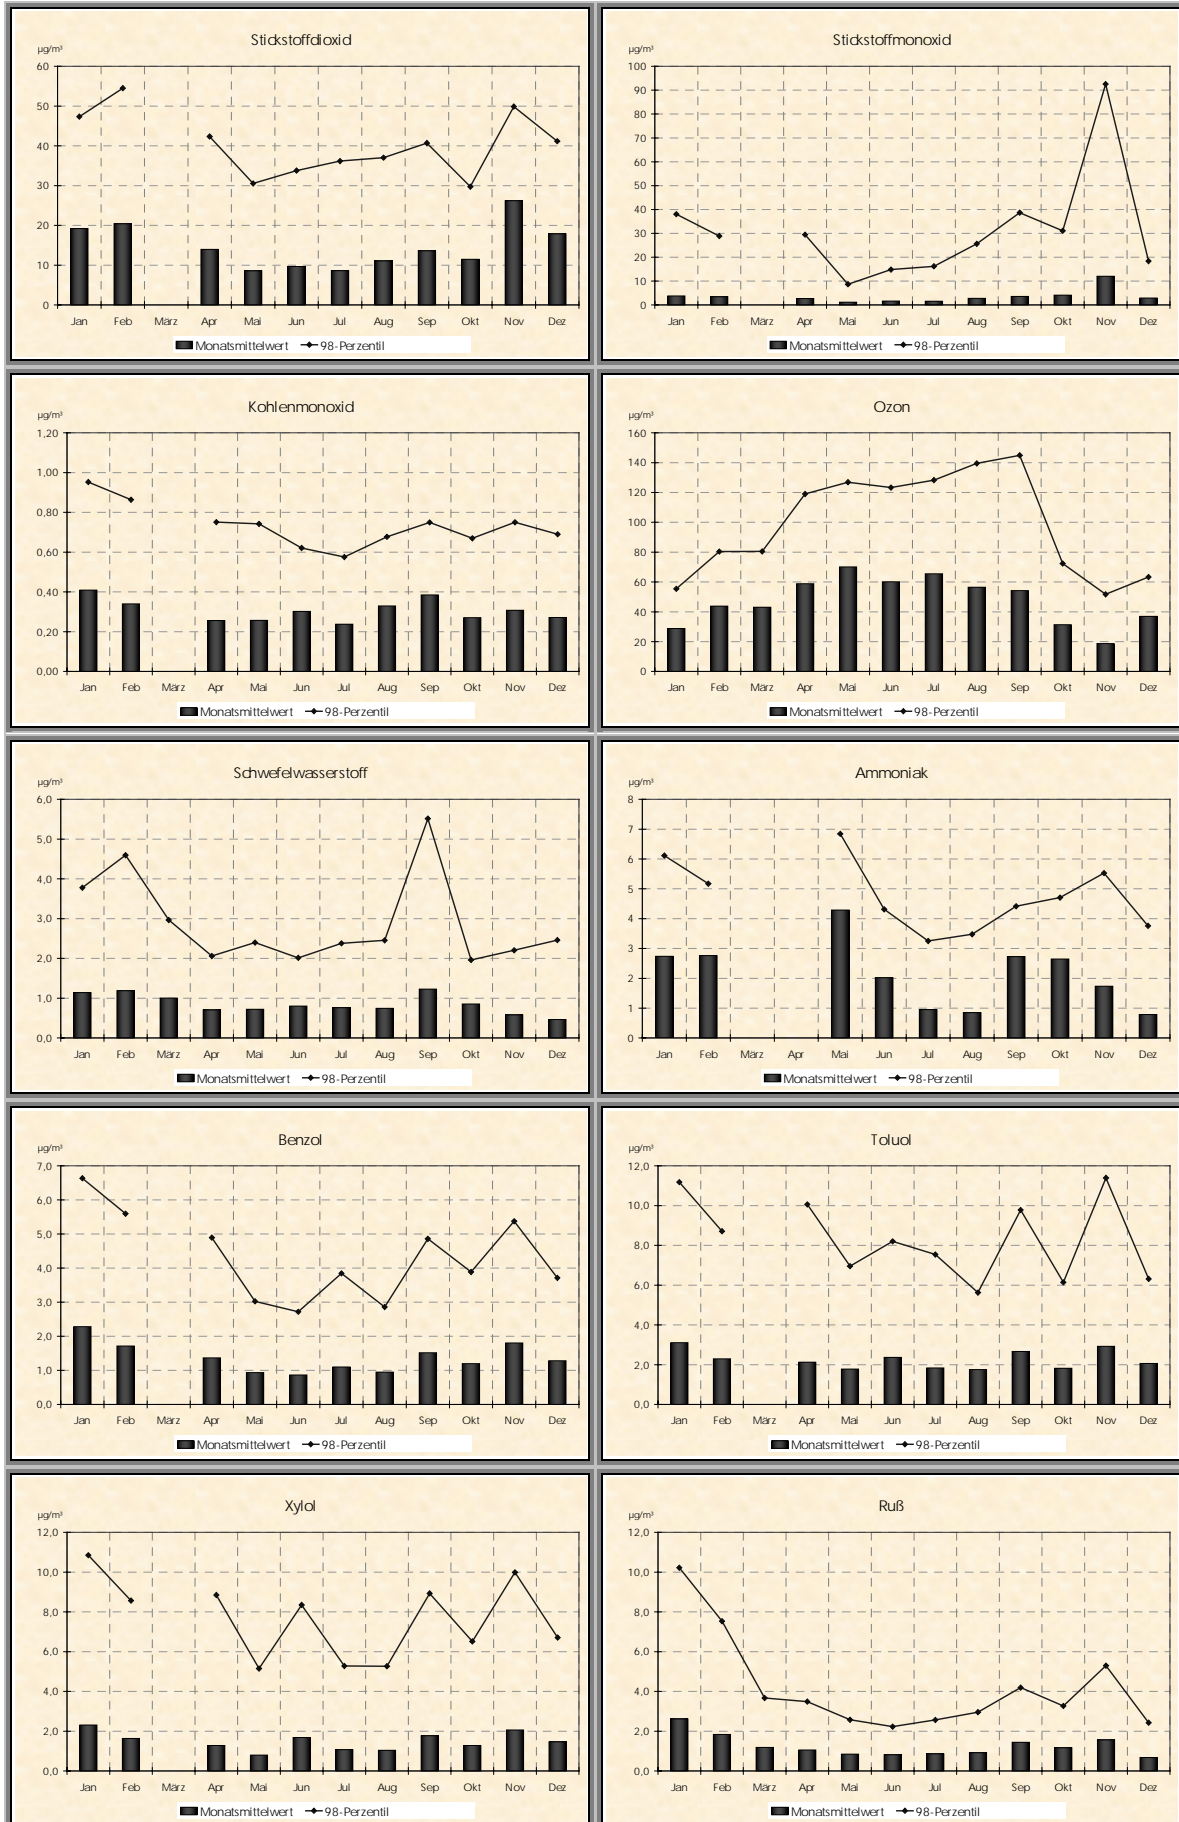 Stickstoffdioxid
µg/m³
60
50
40
30
20
10
0
Jan Feb März Apr Mai Jun Jul Aug Sep Okt Nov Dez
Monatsmittelwert 98-Perzentil
Stickstoffmonoxid
µg/m³
100
90
80
70
60
50
40
30
20
10
0
Jan Feb März Apr Mai Jun Jul Aug Sep Okt Nov Dez
Monatsmittelwert 98-Perzentil
Kohlenmonoxid
µg/m³
1,20
1,00
0,80
0,60
0,40
0,20
0,00
Jan Feb März Apr Mai Jun Jul Aug Sep Okt Nov Dez
Monatsmittelwert 98-Perzentil
Ozon
µg/m³
160
140
120
100
80
60
40
20
0
Jan Feb März Apr Mai Jun Jul Aug Sep Okt Nov Dez
Monatsmittelwert 98-Perzentil
Schwefelwasserstoff
µg/m³
6,0
5,0
4,0
3,0
2,0
1,0
0,0
Jan Feb März Apr Mai Jun Jul Aug Sep Okt Nov Dez
Monatsmittelwert 98-Perzentil
Ammoniak
µg/m³
8
7
6
5
4
3
2
1
0
Jan Feb März Apr Mai Jun Jul Aug Sep Okt Nov Dez
Monatsmittelwert 98-Perzentil
Benzol
µg/m³
7,0
6,0
5,0
4,0
3,0
2,0
1,0
0,0
Jan Feb März Apr Mai Jun Jul Aug Sep Okt Nov Dez
Monatsmittelwert 98-Perzentil
Toluol
µg/m³
12,0
10,0
8,0
6,0
4,0
2,0
0,0
Jan Feb März Apr Mai Jun Jul Aug Sep Okt Nov Dez
Monatsmittelwert 98-Perzentil
Xylol
µg/m³
12,0
10,0
8,0
6,0
4,0
2,0
0,0
Jan Feb März Apr Mai Jun Jul Aug Sep Okt Nov Dez
Monatsmittelwert 98-Perzentil
Ruß
µg/m³
12,0
10,0
8,0
6,0
4,0
2,0
0,0
Jan Feb März Apr Mai Jun Jul Aug Sep Okt Nov Dez
Monatsmittelwert 98-Perzentil